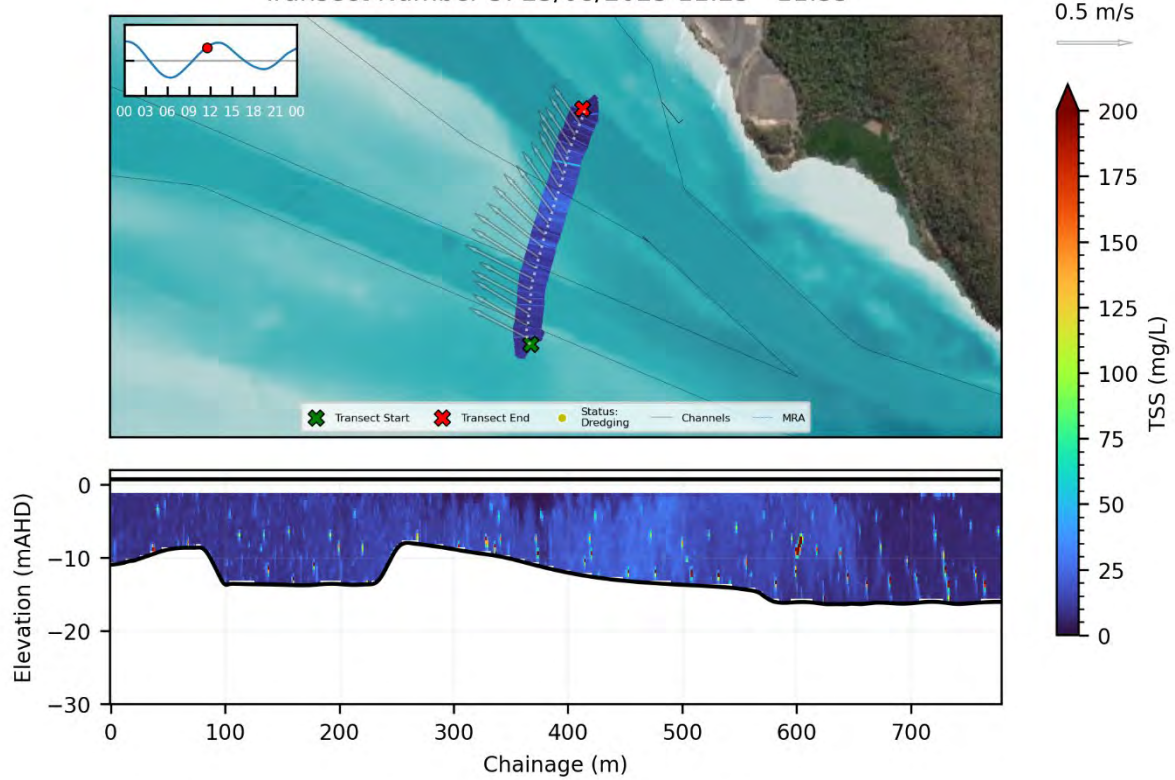 0.5 m/s
00 03 06 09 12 15 18 21 00
Transect Start
Transect End
Status:
Dredging
Channels
MRA
200
175
150
125
100
75
50
25
0
TSS (mg/L)
0
−10
−20
−30
Elevation (mAHD)
0 100 200 300 400 500 600 700
Chainage (m)